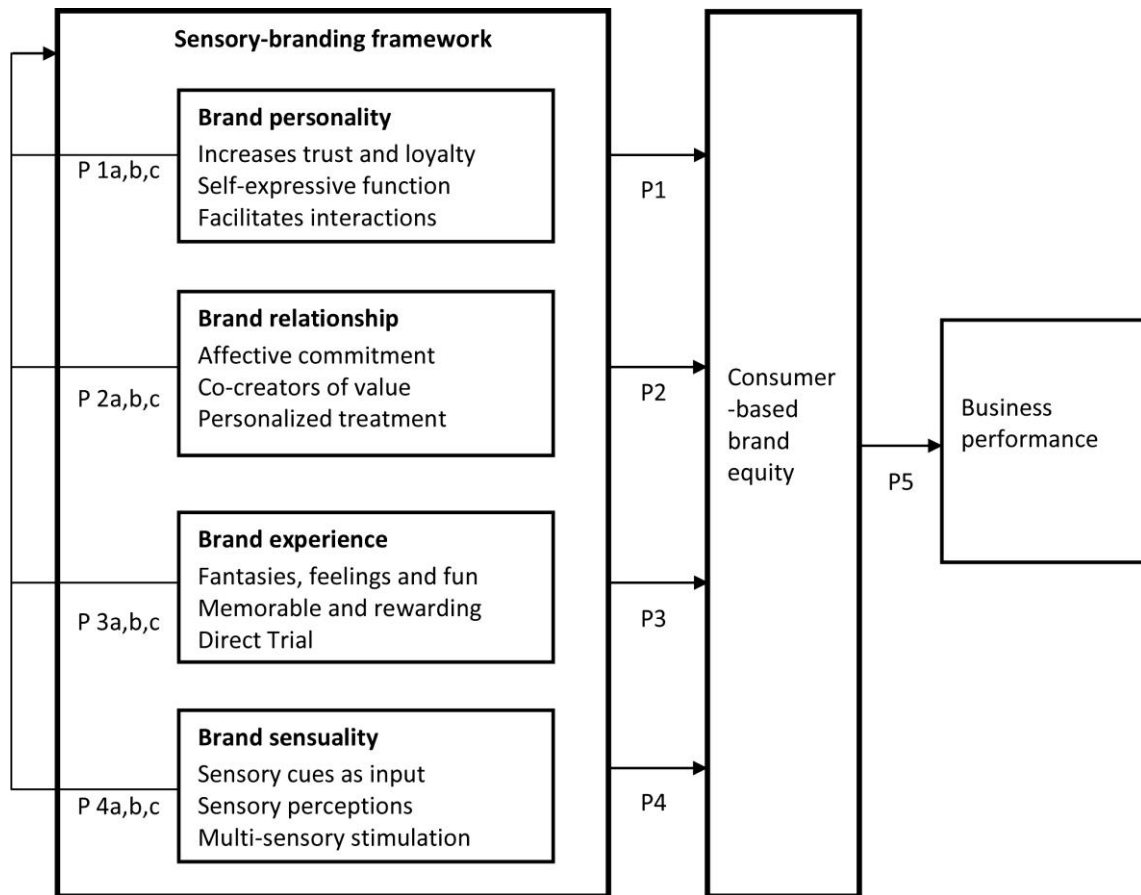 Sensory-branding framework
Brand personality
Increases trust and loyalty
Self-expressive function
Facilitates interactions
P 1a,b,c
P1
Brand relationship
Affective commitment
Co-creators of value
Personalized treatment
P 2a,b,c
P2
Brand experience
Fantasies, feelings and fun
Memorable and rewarding
Direct Trial
P 3a,b,c
P3
Brand sensuality
Sensory cues as input
Sensory perceptions
Multi-sensory stimulation
P 4a,b,c
P4
Consumer
-based
brand
equity
P5
Business
performance